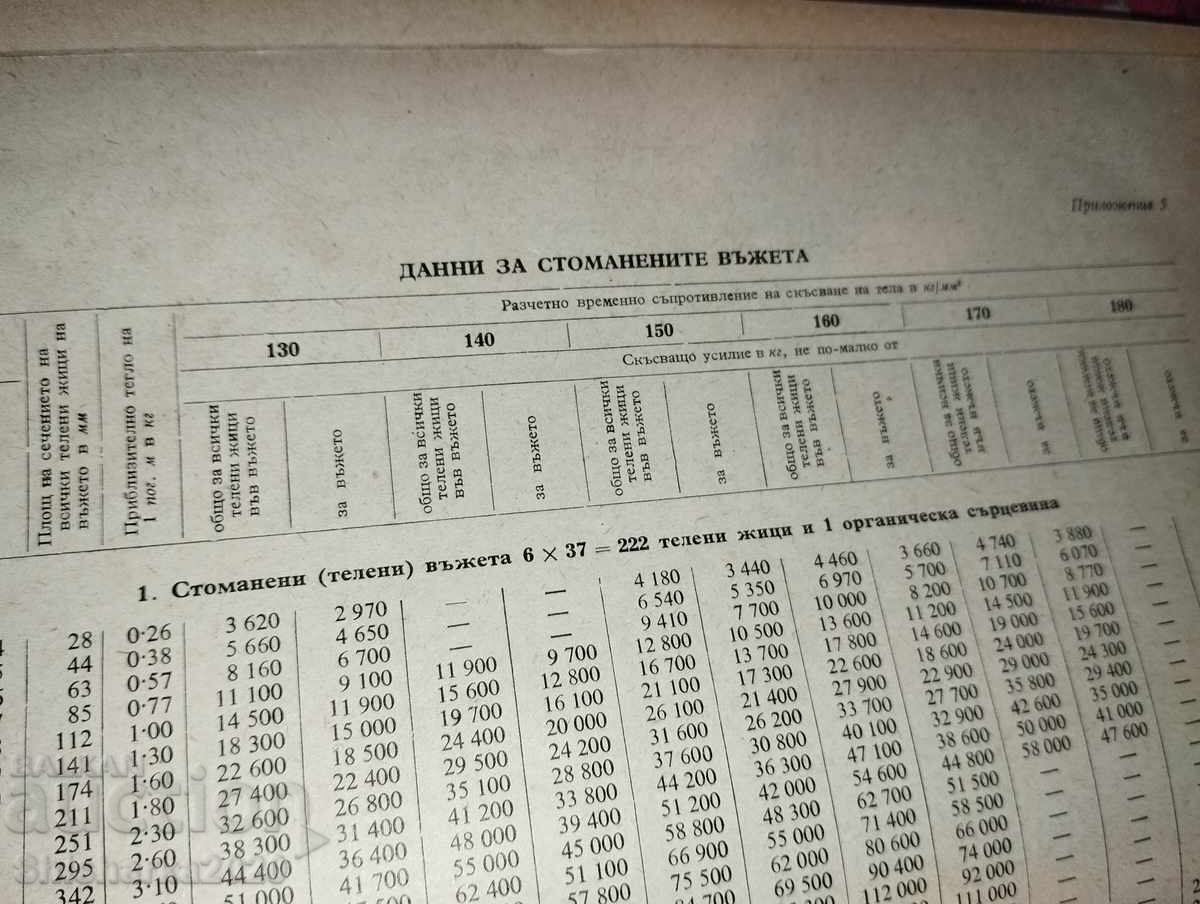 Приложение 5
ДАННИ ЗА СТОМАНЕНИТЕ ВЪЖЕТА
Площ на сечението на всички телени жици на въжето в мм
Приблизително тегло на 1 пог. м в кг
Разчетно временно съпротивление на скъсване на тела в кг/мм²
130 140 150 160 170 180
Скъсващо усилие в кг, не по-малко от
общо за всички телени жици във въжето
за въжето
общо за всички телени жици във въжето
за въжето
общо за всички телени жици във въжето
за въжето
общо за всички телени жици във въжето
за въжето
общо за всички телени жици във въжето
за въжето
за въжето
1. Стоманени (телени) въжета 6 × 37 = 222 телени жици и 1 органическа сърцевина
28 0·26 3 620 2 970 — — 4 180 3 440 4 460 3 660 4 740 3 880 —
44 0·38 5 660 4 650 — — 6 540 5 350 6 970 5 700 7 110 6 070 —
63 0·57 8 160 6 700 — — 9 410 7 700 10 000 8 200 10 700 8 770 —
85 0·77 11 100 9 100 11 900 9 700 12 800 10 500 13 600 11 200 14 500 11 900 —
112 1·00 14 500 11 900 15 600 12 800 16 700 13 700 17 800 14 600 19 000 15 600 —
141 1·30 18 300 15 000 19 700 16 100 21 100 17 300 22 600 18 600 24 000 19 700 —
174 1·60 22 600 18 500 24 400 20 000 26 100 21 400 27 900 22 900 29 000 24 300 —
211 1·80 27 400 22 400 29 500 24 200 31 600 26 200 33 700 27 700 35 800 29 400 —
251 2·30 32 600 26 800 35 100 28 800 37 600 30 800 40 100 32 900 42 600 35 000 —
295 2·60 38 300 31 400 41 200 33 800 44 200 36 300 47 100 38 600 50 000 41 000 —
342 3·10 44 400 36 400 48 000 39 400 51 200 42 000 54 600 44 800 58 000 47 600 —
51 000 41 700 55 000 45 000 58 800 48 300 62 700 51 500 — — —
62 400 51 100 66 900 55 000 71 400 58 500 — — —
57 800 75 500 62 000 80 600 66 000 — —
69 500 90 400 74 000 —
112 000 92 000
111 000